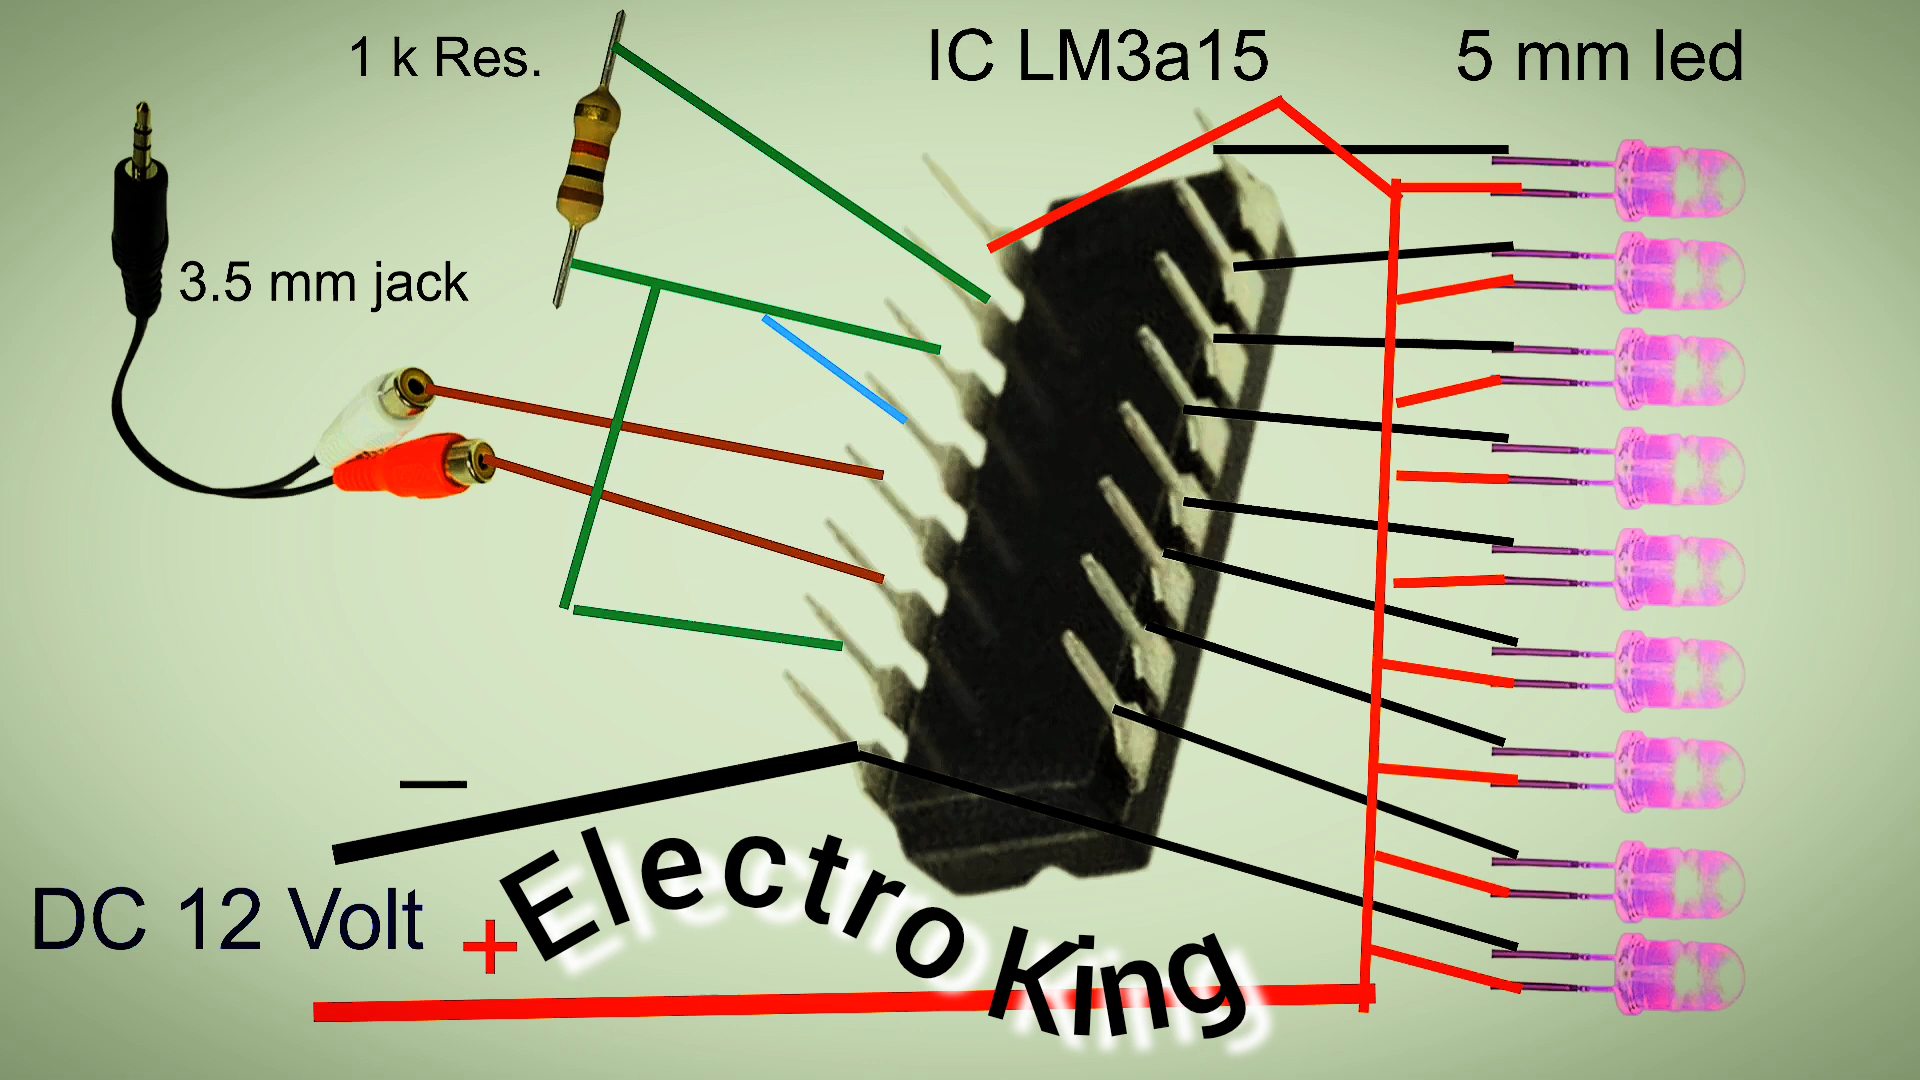 1 k Res.
IC LM3a15
5 mm led
3.5 mm jack
—
DC 12 Volt
+
Electro King